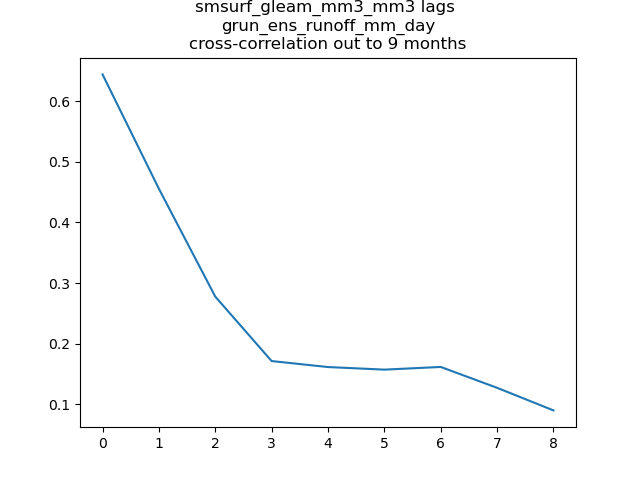 smsurf_gleam_mm3_mm3 lags
grun_ens_runoff_mm_day
cross-correlation out to 9 months
0.6
0.5
0.4
0.3
0.2
0.1
0 1 2 3 4 5 6 7 8